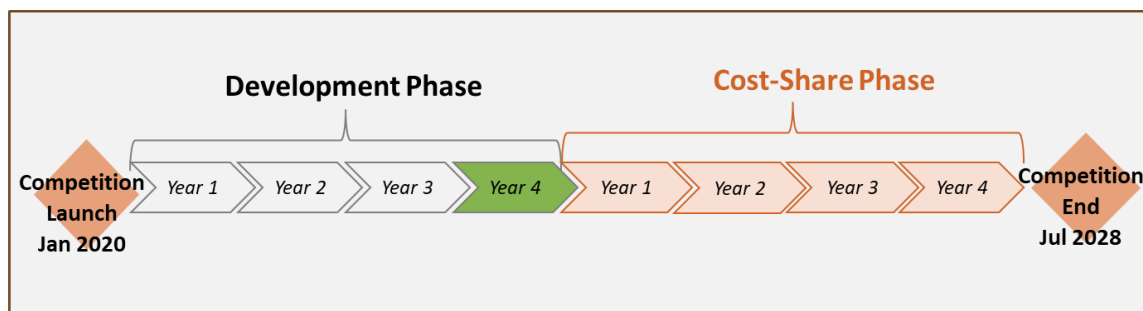 Development Phase
Cost-Share Phase
Competition
Launch
Jan 2020
Year 1
Year 2
Year 3
Year 4
Year 1
Year 2
Year 3
Year 4
Competition
End
Jul 2028